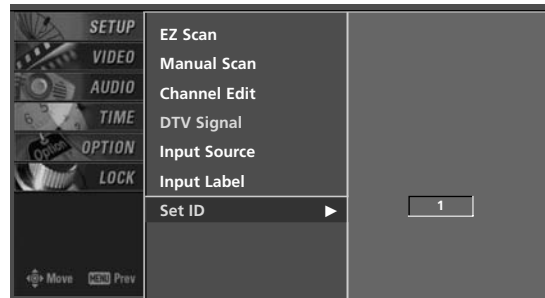 SETUP
VIDEO
AUDIO
TIME
OPTION
LOCK
Move MENU Prev
EZ Scan
Manual Scan
Channel Edit
DTV Signal
Input Source
Input Label
Set ID ▶
1